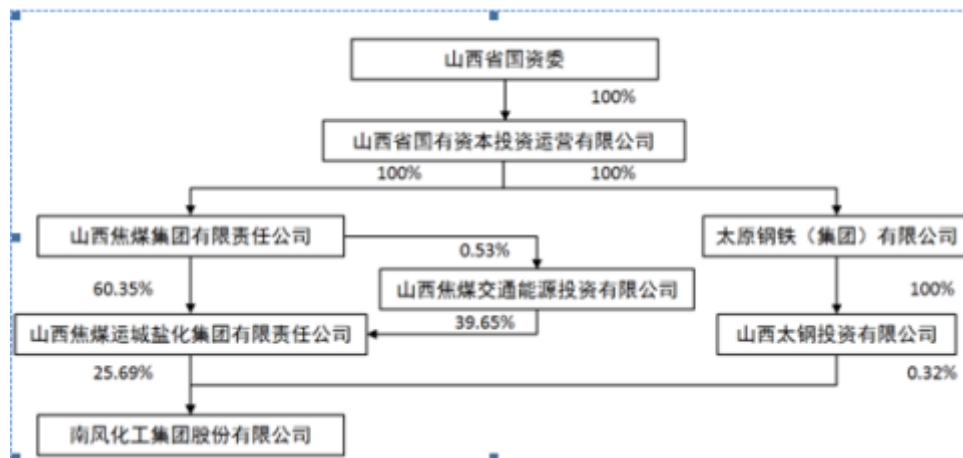 山西省国资委
100%
山西省国有资本投资运营有限公司
100%
100%
山西焦煤集团有限责任公司
太原钢铁（集团）有限公司
0.53%
60.35%
山西焦煤交通能源投资有限公司
100%
39.65%
山西焦煤运城盐化集团有限责任公司
山西太钢投资有限公司
25.69%
0.32%
南风化工集团股份有限公司